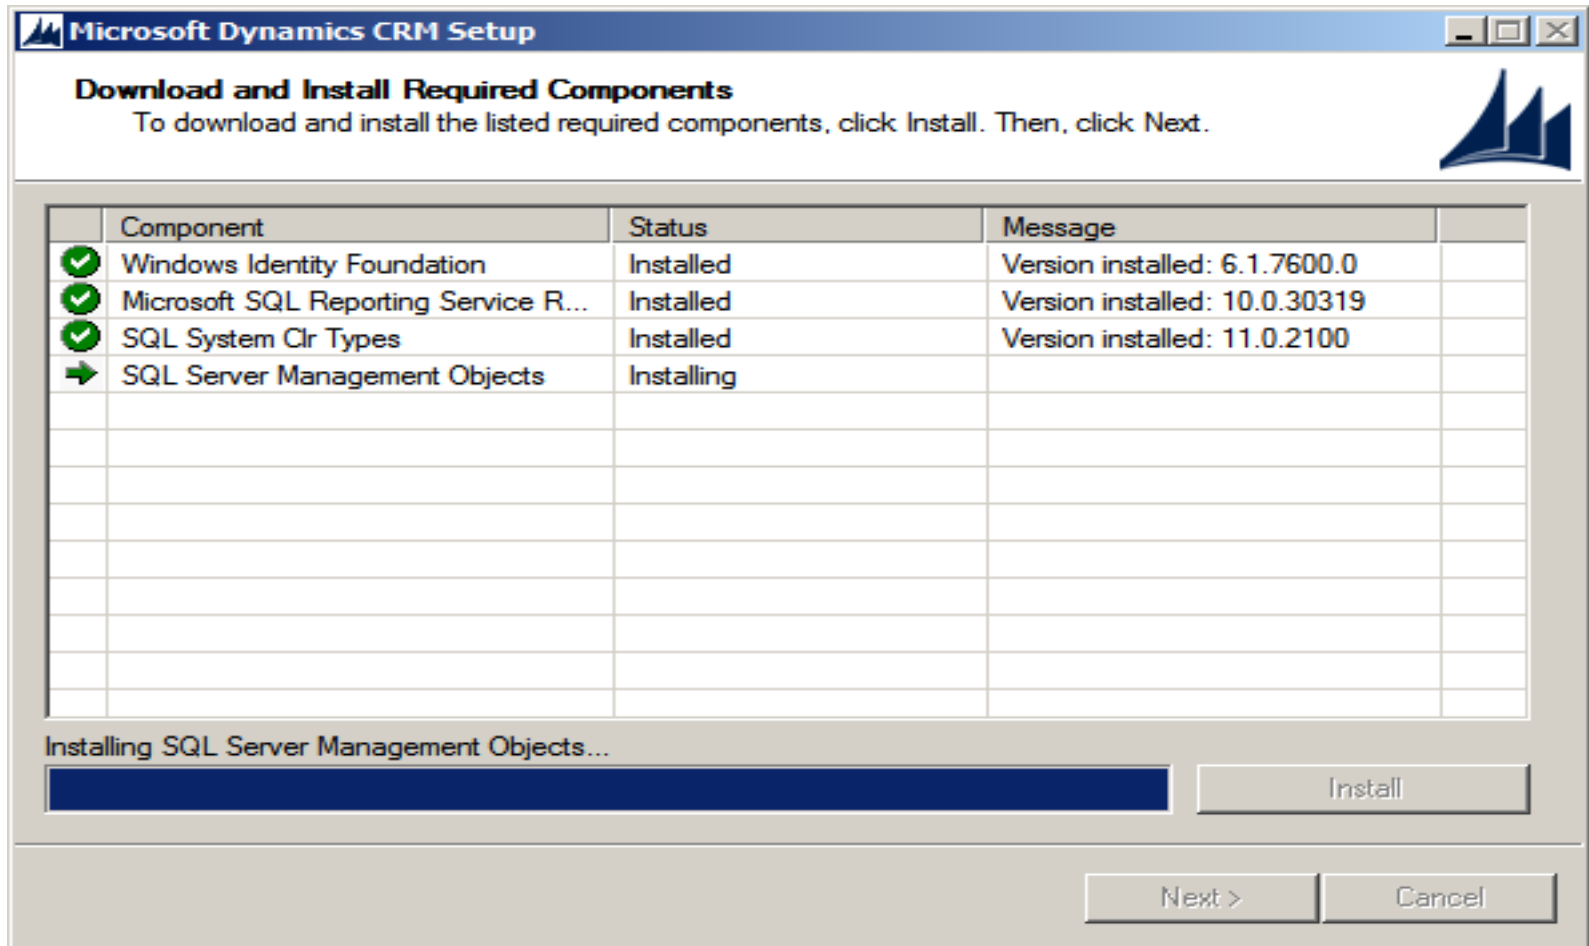 Microsoft Dynamics CRM Setup
Download and Install Required Components
To download and install the listed required components, click Install. Then, click Next.
Component Status Message
Windows Identity Foundation Installed Version installed: 6.1.7600.0
Microsoft SQL Reporting Service R... Installed Version installed: 10.0.30319
SQL System Clr Types Installed Version installed: 11.0.2100
SQL Server Management Objects Installing
Installing SQL Server Management Objects...
Install
Next > Cancel